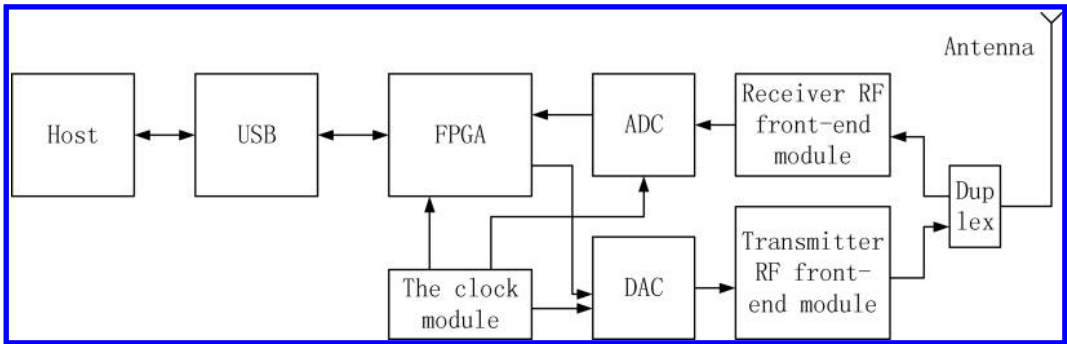 Antenna
Host
USB
FPGA
ADC
Receiver RF
front-end
module
Dup
lex
The clock
module
DAC
Transmitter
RF front-
end module